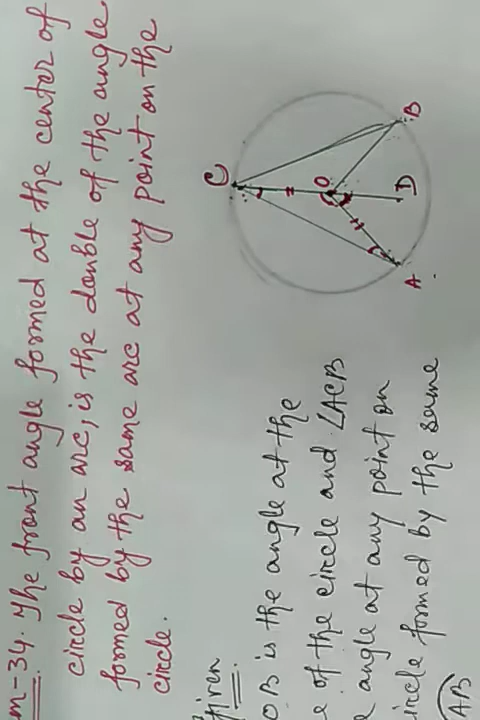 m-34. The front angle formed at the center of
circle by an arc, is the double of the angle
formed by the same arc at any point on the
circle.
Given
OB is the angle at the
e of the circle and ∠ACB
angle at any point on
ircle formed by the same
AB
C
O
B
D
A